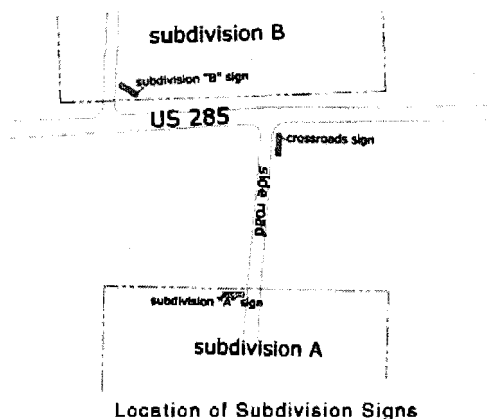 subdivision B
subdivision "B" sign
US 285
crossroads sign
side road
subdivision "A" sign
subdivision A
Location of Subdivision Signs